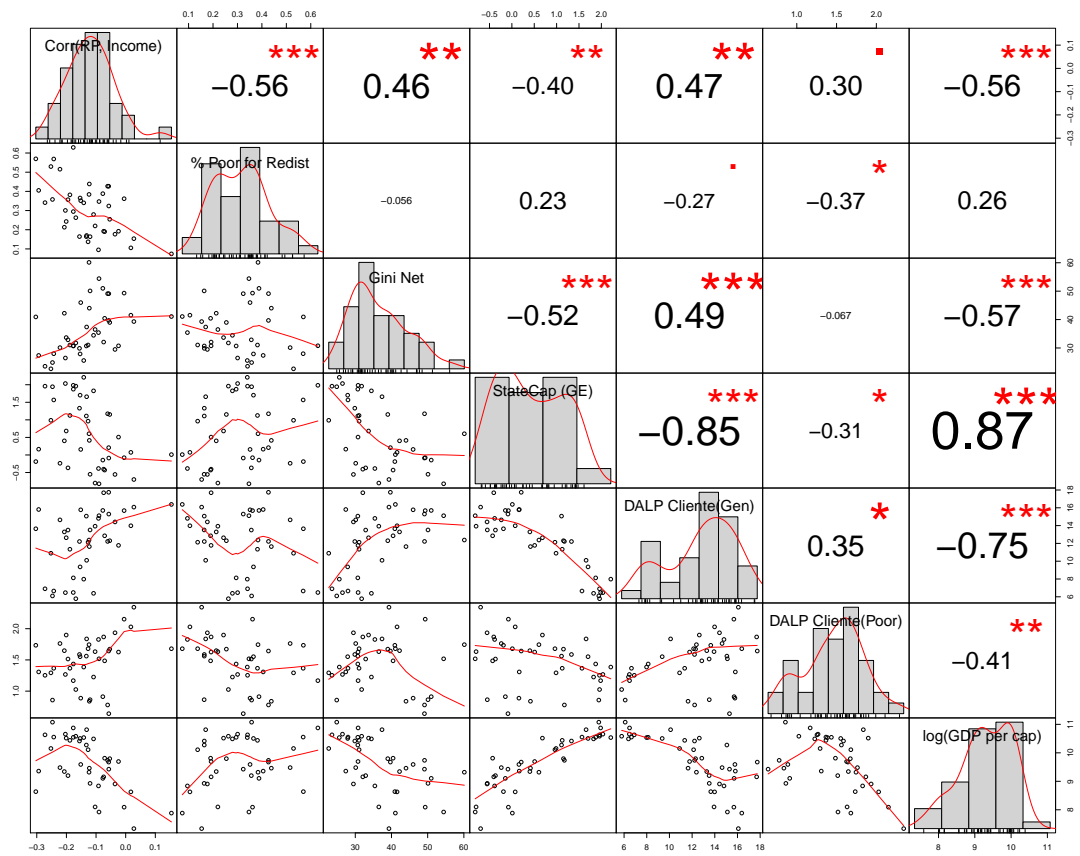 0.1 0.2 0.3 0.4 0.5 0.6 −0.5 0.0 1.0 2.0 1.0 2.0
Corr(RP, Income) −0.56 *** 0.46 ** −0.40 ** 0.47 ** 0.30 −0.56 ***
−0.3 −0.2 −0.1 0.0 0.1
0.1 0.2 0.3 0.4 0.5 0.6
% Poor for Redist −0.056 0.23 −0.27 −0.37 * 0.26
Gini Net −0.52 *** 0.49 *** −0.067 −0.57 ***
30 40 50 60
−0.5 0.5 1.5
StateCap (GE) −0.85 *** −0.31 * 0.87 ***
DALP Cliente(Gen) 0.35 * −0.75 ***
6 8 10 12 14 16 18
1.0 1.5 2.0
DALP Cliente(Poor) −0.41 **
log(GDP per cap)
8 9 10 11
−0.3 −0.2 −0.1 0.0 0.1 30 40 50 60 6 8 10 12 14 16 18 8 9 10 11